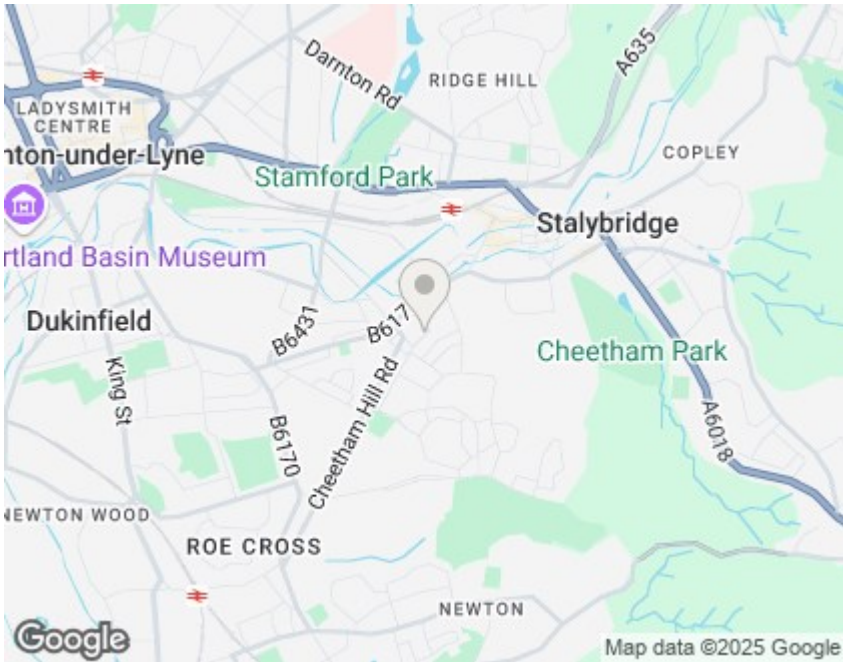 Darnton Rd
A635
RIDGE HILL
LADYSMITH
CENTRE
nton-under-Lyne
COPLEY
Stamford Park
Stalybridge
rtland Basin Museum
Dukinfield
B6431
B617
Cheetham Park
King St
Cheetham Hill Rd
B6170
A6018
NEWTON WOOD
ROE CROSS
NEWTON
Google
Map data ©2025 Google